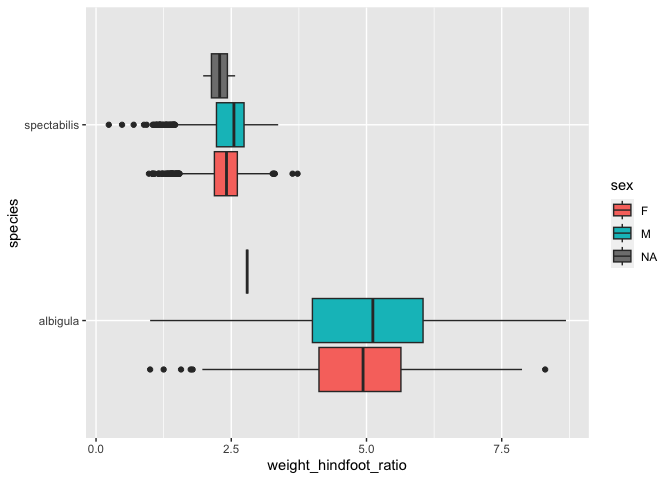 species
spectabilis
albigula
0.0 2.5 5.0 7.5
weight_hindfoot_ratio
sex
F
M
NA